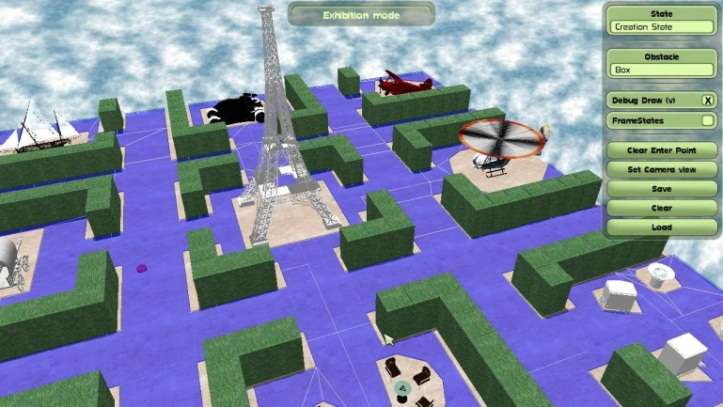 Exhibition mode
State
Creation State
Obstacle
Box
Debug Draw (v) X
FrameStates
Clear Enter Point
Set Camera view
Save
Clear
Load